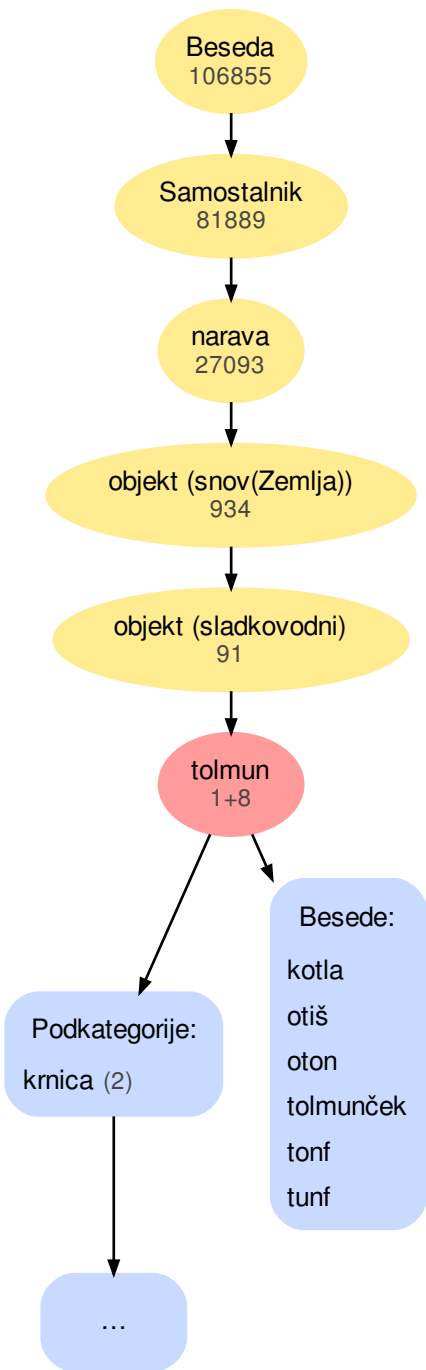 Beseda
106855
Samostalnik
81889
narava
27093
objekt (snov(Zemlja))
934
objekt (sladkovodni)
91
tolmun
1+8
Podkategorije:
krnica (2)
...
Besede:
kotla
otiš
oton
tolmunček
tonf
tunf